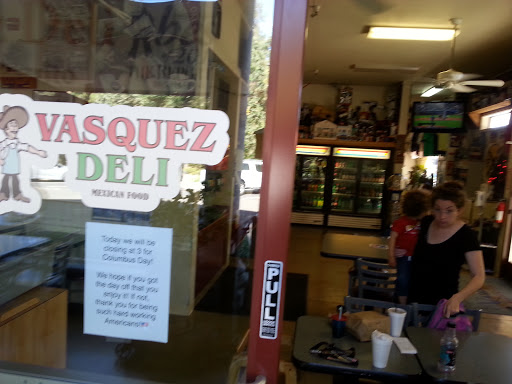 VASQUEZ
DELI
MEXICAN FOOD
Today we will be
closing at 3 for
Columbus Day!
We hope if you got
the day off that you
enjoy it! If not,
thank you for being
such hard working
Americans!
PULL